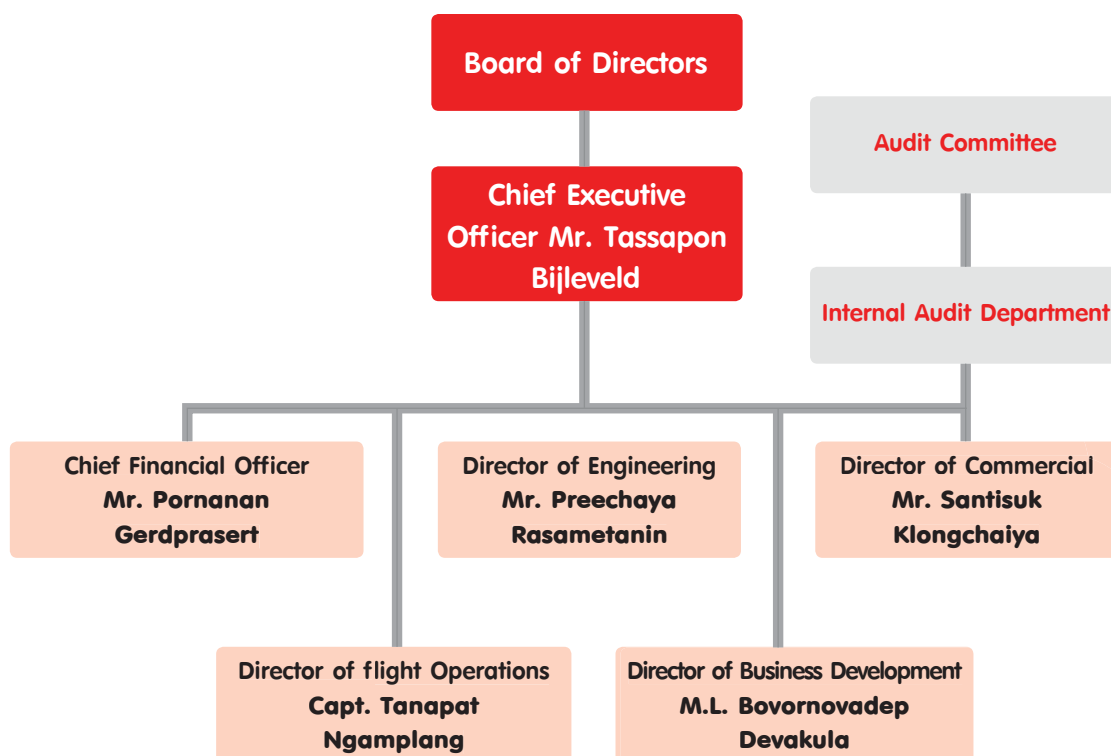 Board of Directors
Audit Committee
Chief Executive
Officer Mr. Tassapon
Bijleveld
Internal Audit Department
Chief Financial Officer
Mr. Pornanan
Gerdprasert
Director of Engineering
Mr. Preechaya
Rasametanin
Director of Commercial
Mr. Santisuk
Klongchaiya
Director of flight Operations
Capt. Tanapat
Ngamplang
Director of Business Development
M.L. Bovornovadep
Devakula